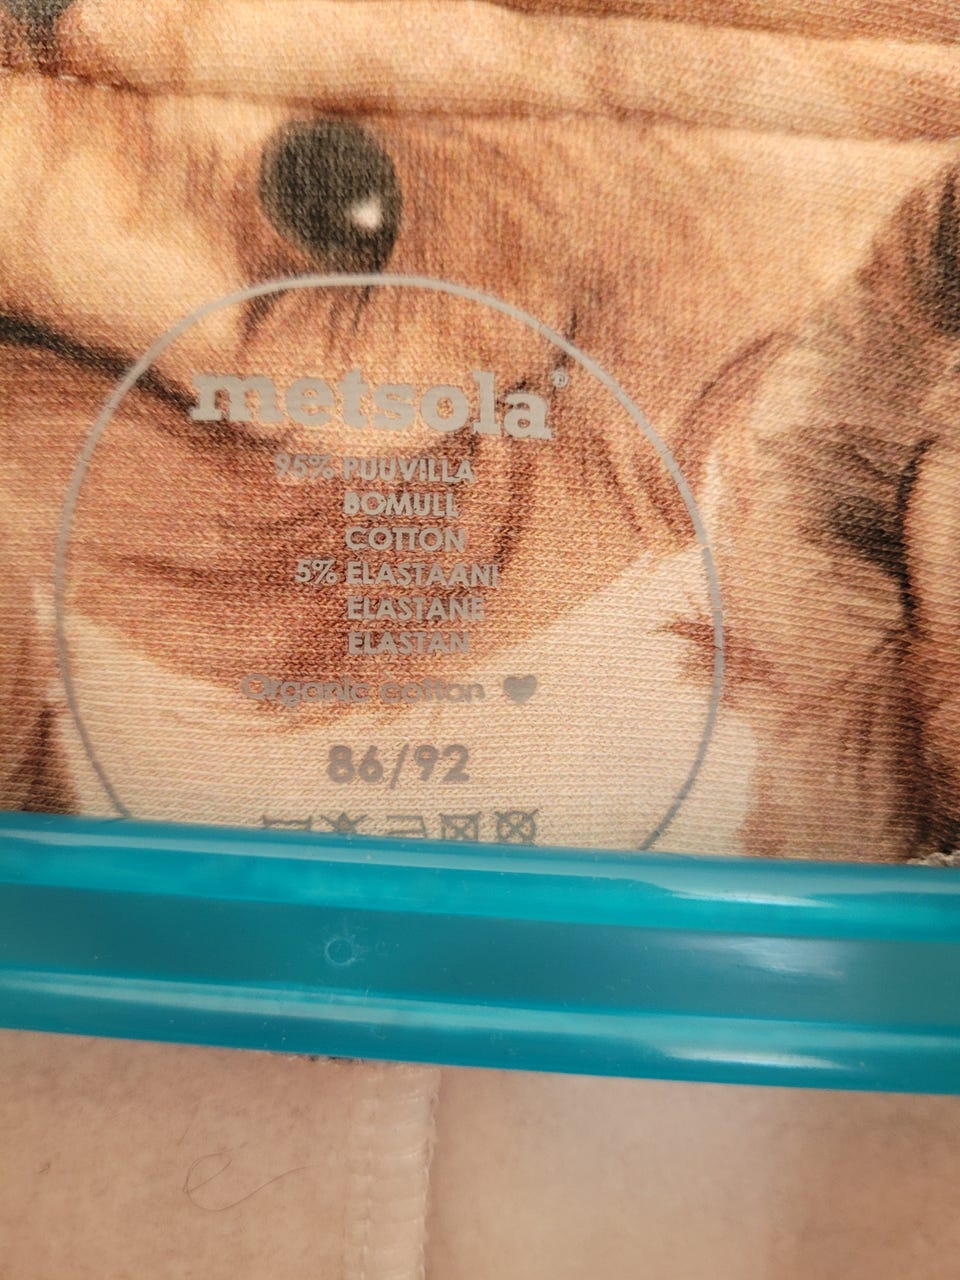 metsola®
95% PUUVILLA
BOMULL
COTTON
5% ELASTAANI
ELASTANE
ELASTAN
Organic cotton ♥
86/92